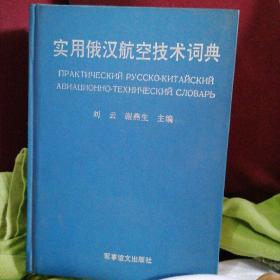 实用俄汉航空技术词典
ПРАКТИЧЕСКИЙ РУССКО-КИТАЙСКИЙ
АВИАЦИОННО-ТЕХНИЧЕСКИЙ СЛОВАРЬ
刘云 燕生 主编
军事谊文出版社